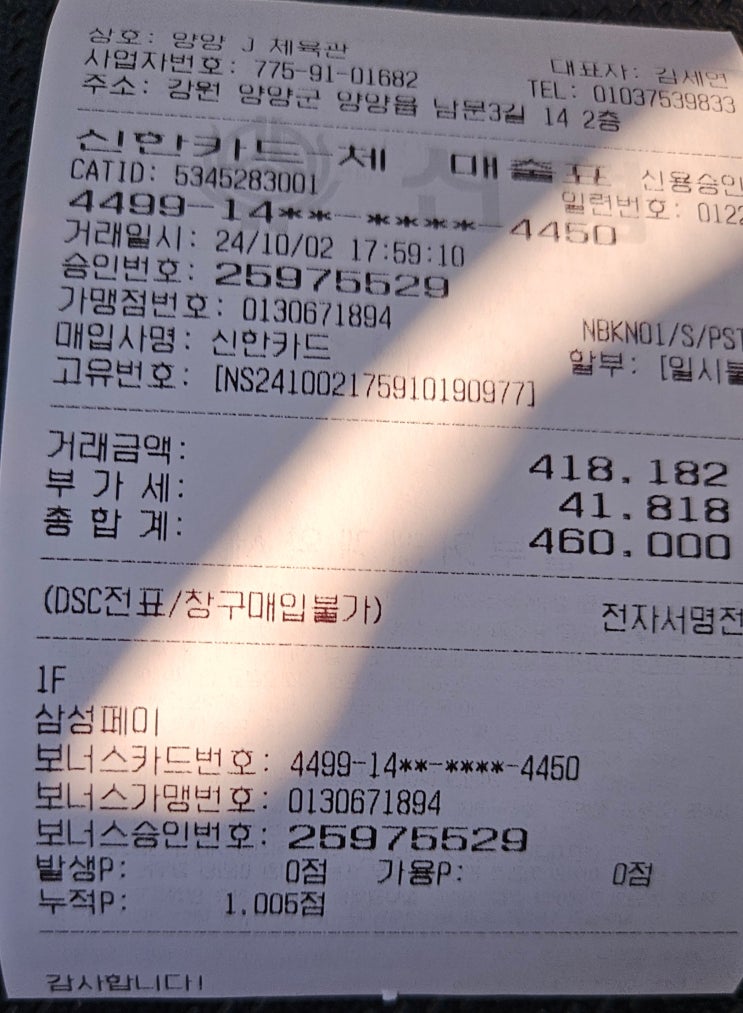 상호: 양양 J 체육관
사업자번호: 775-91-01682 대표자: 김세연
주소: 강원 양양군 양양읍 남문3길 14 2층 TEL: 01037539833
신한카드 체 매출표 신용승인
CATID: 5345283001 일련번호: 0122
4499-14**-****-4450
거래일시: 24/10/02 17:59:10
승인번호: 25975529
가맹점번호: 0130671894 NBKN01/S/PST
매입사명: 신한카드 할부: [일시불
고유번호: [NS24100217591019​0977]
거래금액: 418,182
부 가 세: 41,818
총 합 계: 460,000
(DSC전표/창구매입불가) 전자서명전
1F
삼성페이
보너스카드번호: 4499-14**-****-4450
보너스가맹번호: 0130671894
보너스승인번호: 25975529
발생P: 0점 가용P: 0점
누적P: 1,005점
감사합니다!